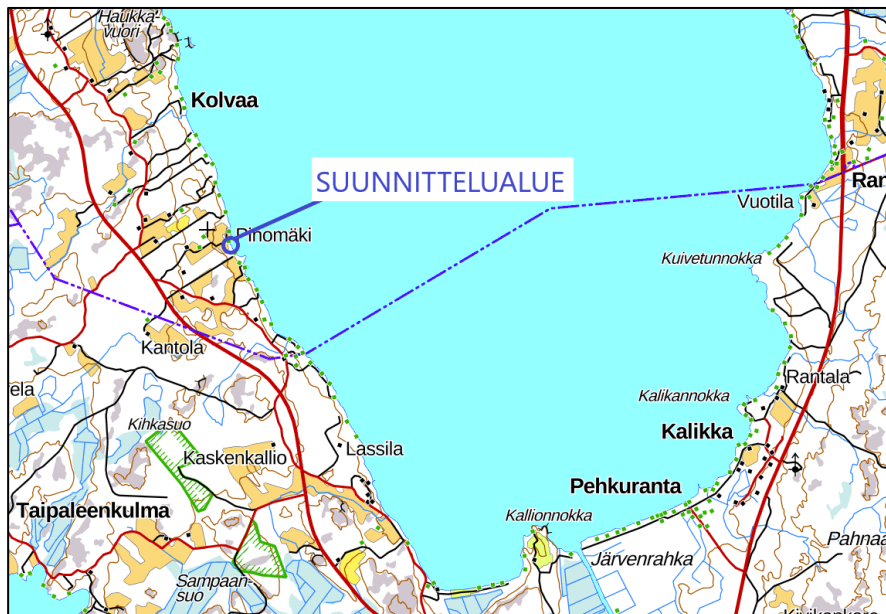 Haukka-
vuori
Kolvaa
SUUNNITTELUALUE
Vuotila
Ran
Pinomäki
Kuivetunnokka
Kantola
ela
Rantala
Kalikannokka
Kihkasuo
Kalikka
Lassila
Kaskenkallio
Pehkuranta
Taipaleenkulma
Kallionnokka
Pahnaa
Järvenrahka
Sampaan-
suo